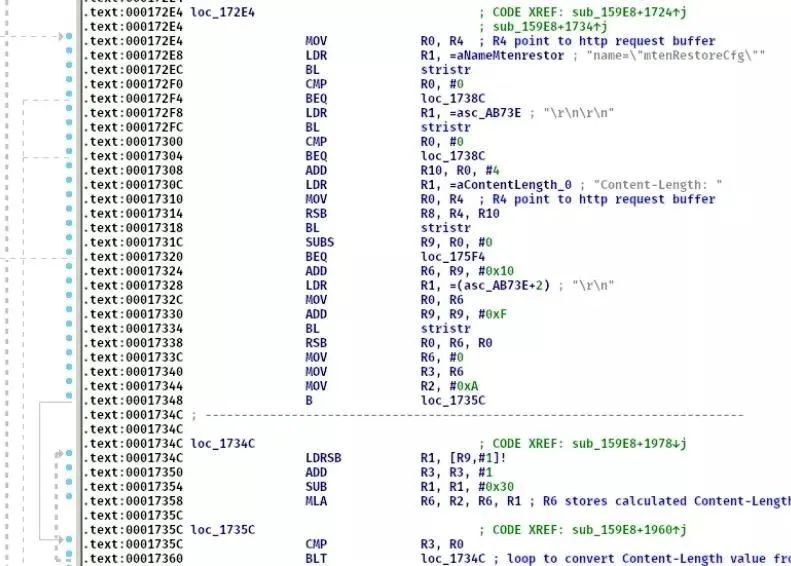 .text:000172E4 loc_172E4 ; CODE XREF: sub_159E8+1724↑j
.text:000172E4 ; sub_159E8+1734↑j
.text:000172E4 MOV R0, R4 ; R4 point to http request buffer
.text:000172E8 LDR R1, =aNameMtenrestor ; "name=\"mtenRestoreCfg\""
.text:000172EC BL stristr
.text:000172F0 CMP R0, #0
.text:000172F4 BEQ loc_1738C
.text:000172F8 LDR R1, =asc_AB73E ; "\r\n\r\n"
.text:000172FC BL stristr
.text:00017300 CMP R0, #0
.text:00017304 BEQ loc_1738C
.text:00017308 ADD R10, R0, #4
.text:0001730C LDR R1, =aContentLength_0 ; "Content-Length: "
.text:00017310 MOV R0, R4 ; R4 point to http request buffer
.text:00017314 RSB R8, R4, R10
.text:00017318 BL stristr
.text:0001731C SUBS R9, R0, #0
.text:00017320 BEQ loc_175F4
.text:00017324 ADD R6, R9, #0x10
.text:00017328 LDR R1, =(asc_AB73E+2) ; "\r\n"
.text:0001732C MOV R0, R6
.text:00017330 ADD R9, R9, #0xF
.text:00017334 BL stristr
.text:00017338 RSB R0, R6, R0
.text:0001733C MOV R6, #0
.text:00017340 MOV R3, R6
.text:00017344 MOV R2, #0xA
.text:00017348 B loc_1735C
.text:0001734C ; ---------------------------------------------------------------------------
.text:0001734C
.text:0001734C loc_1734C ; CODE XREF: sub_159E8+1978↓j
.text:0001734C LDRSB R1, [R9,#1]!
.text:00017350 ADD R3, R3, #1
.text:00017354 SUB R1, R1, #0x30
.text:00017358 MLA R6, R2, R6, R1 ; R6 stores calculated Content-Length
.text:0001735C
.text:0001735C loc_1735C ; CODE XREF: sub_159E8+1960↑j
.text:0001735C CMP R3, R0
.text:00017360 BLT loc_1734C ; loop to convert Content-Length value fro